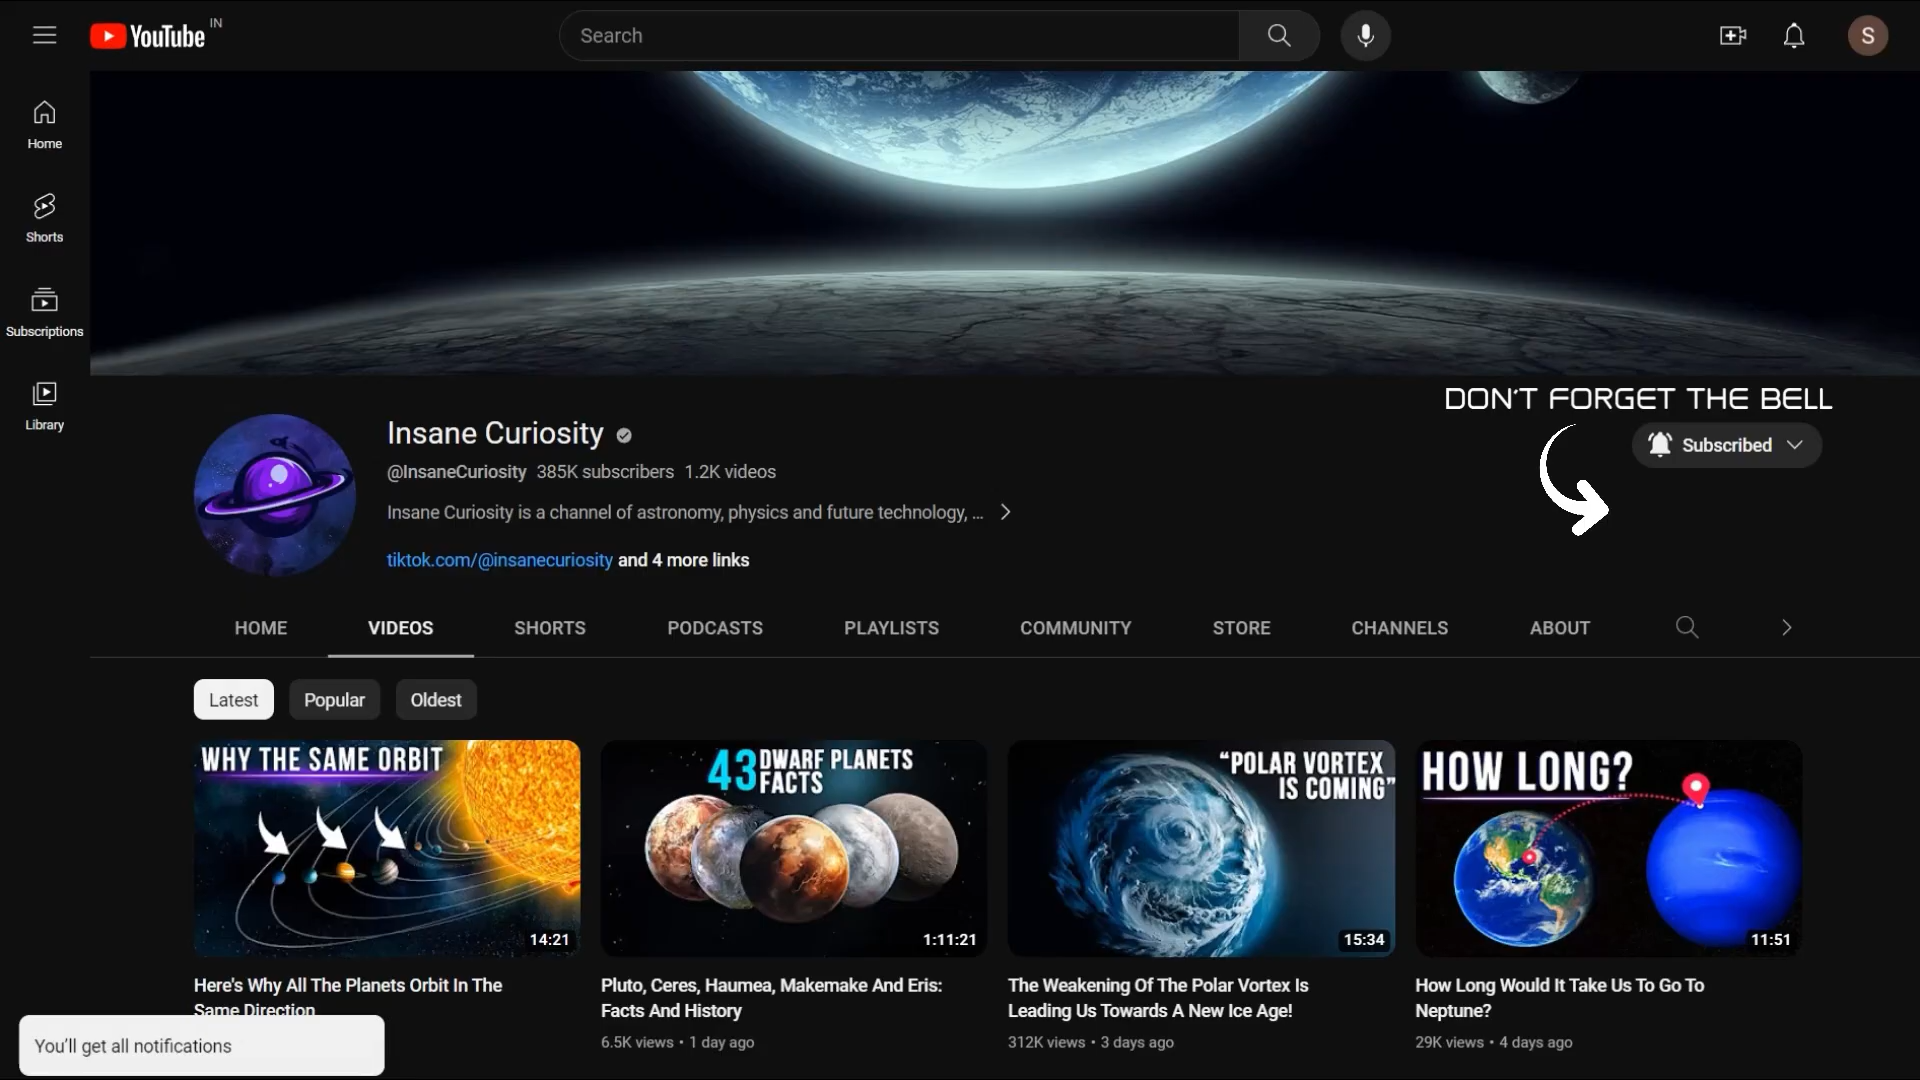 YouTube IN
Search
S
Home
Shorts
Subscriptions
Library
DON'T FORGET THE BELL
Insane Curiosity
@InsaneCuriosity 385K subscribers 1.2K videos
Insane Curiosity is a channel of astronomy, physics and future technology, ...
tiktok.com/@insanecuriosity and 4 more links
Subscribed
HOME VIDEOS SHORTS PODCASTS PLAYLISTS COMMUNITY STORE CHANNELS ABOUT
Latest Popular Oldest
WHY THE SAME ORBIT
14:21
Here's Why All The Planets Orbit In The
Same Direction
43 DWARF PLANETS
FACTS
1:11:21
Pluto, Ceres, Haumea, Makemake And Eris:
Facts And History
6.5K views • 1 day ago
“POLAR VORTEX
IS COMING”
15:34
The Weakening Of The Polar Vortex Is
Leading Us Towards A New Ice Age!
312K views • 3 days ago
HOW LONG?
11:51
How Long Would It Take Us To Go To
Neptune?
29K views • 4 days ago
You’ll get all notifications